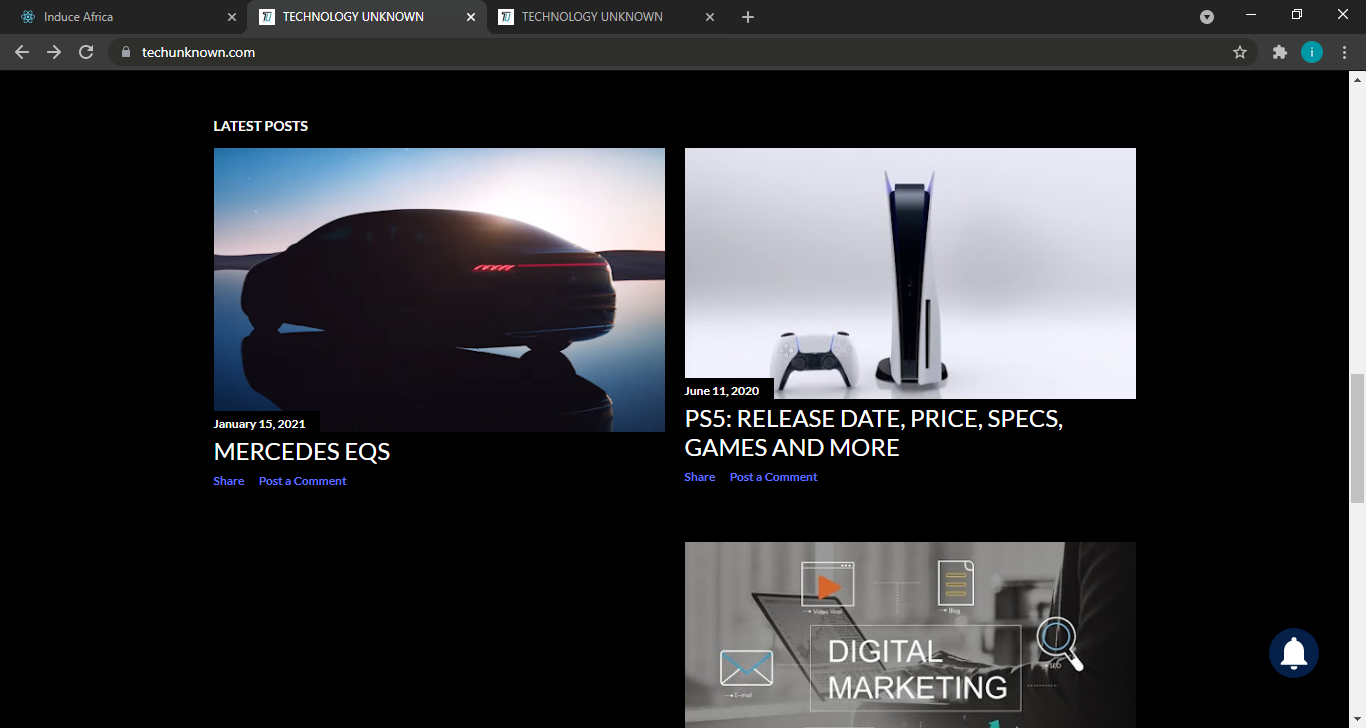 Induce Africa
TECHNOLOGY UNKNOWN
TECHNOLOGY UNKNOWN
techunknown.com
i
LATEST POSTS
January 15, 2021
MERCEDES EQS
Share Post a Comment
June 11, 2020
PS5: RELEASE DATE, PRICE, SPECS,
GAMES AND MORE
Share Post a Comment
Video Viral
Blog
DIGITAL
MARKETING
SEO
E-mail